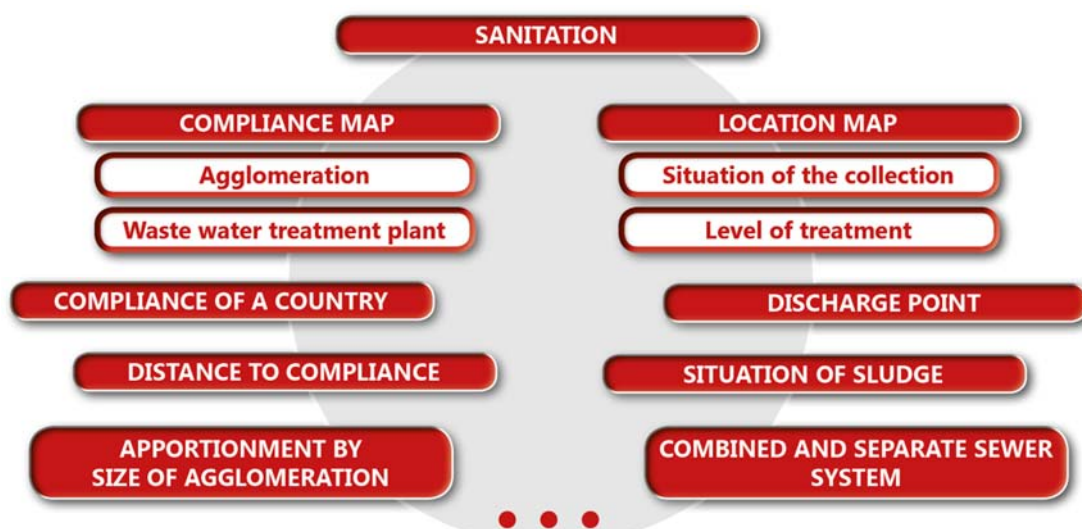 SANITATION
COMPLIANCE MAP
Agglomeration
Waste water treatment plant
LOCATION MAP
Situation of the collection
Level of treatment
COMPLIANCE OF A COUNTRY
DISCHARGE POINT
DISTANCE TO COMPLIANCE
SITUATION OF SLUDGE
APPORTIONMENT BY
SIZE OF AGGLOMERATION
COMBINED AND SEPARATE SEWER
SYSTEM